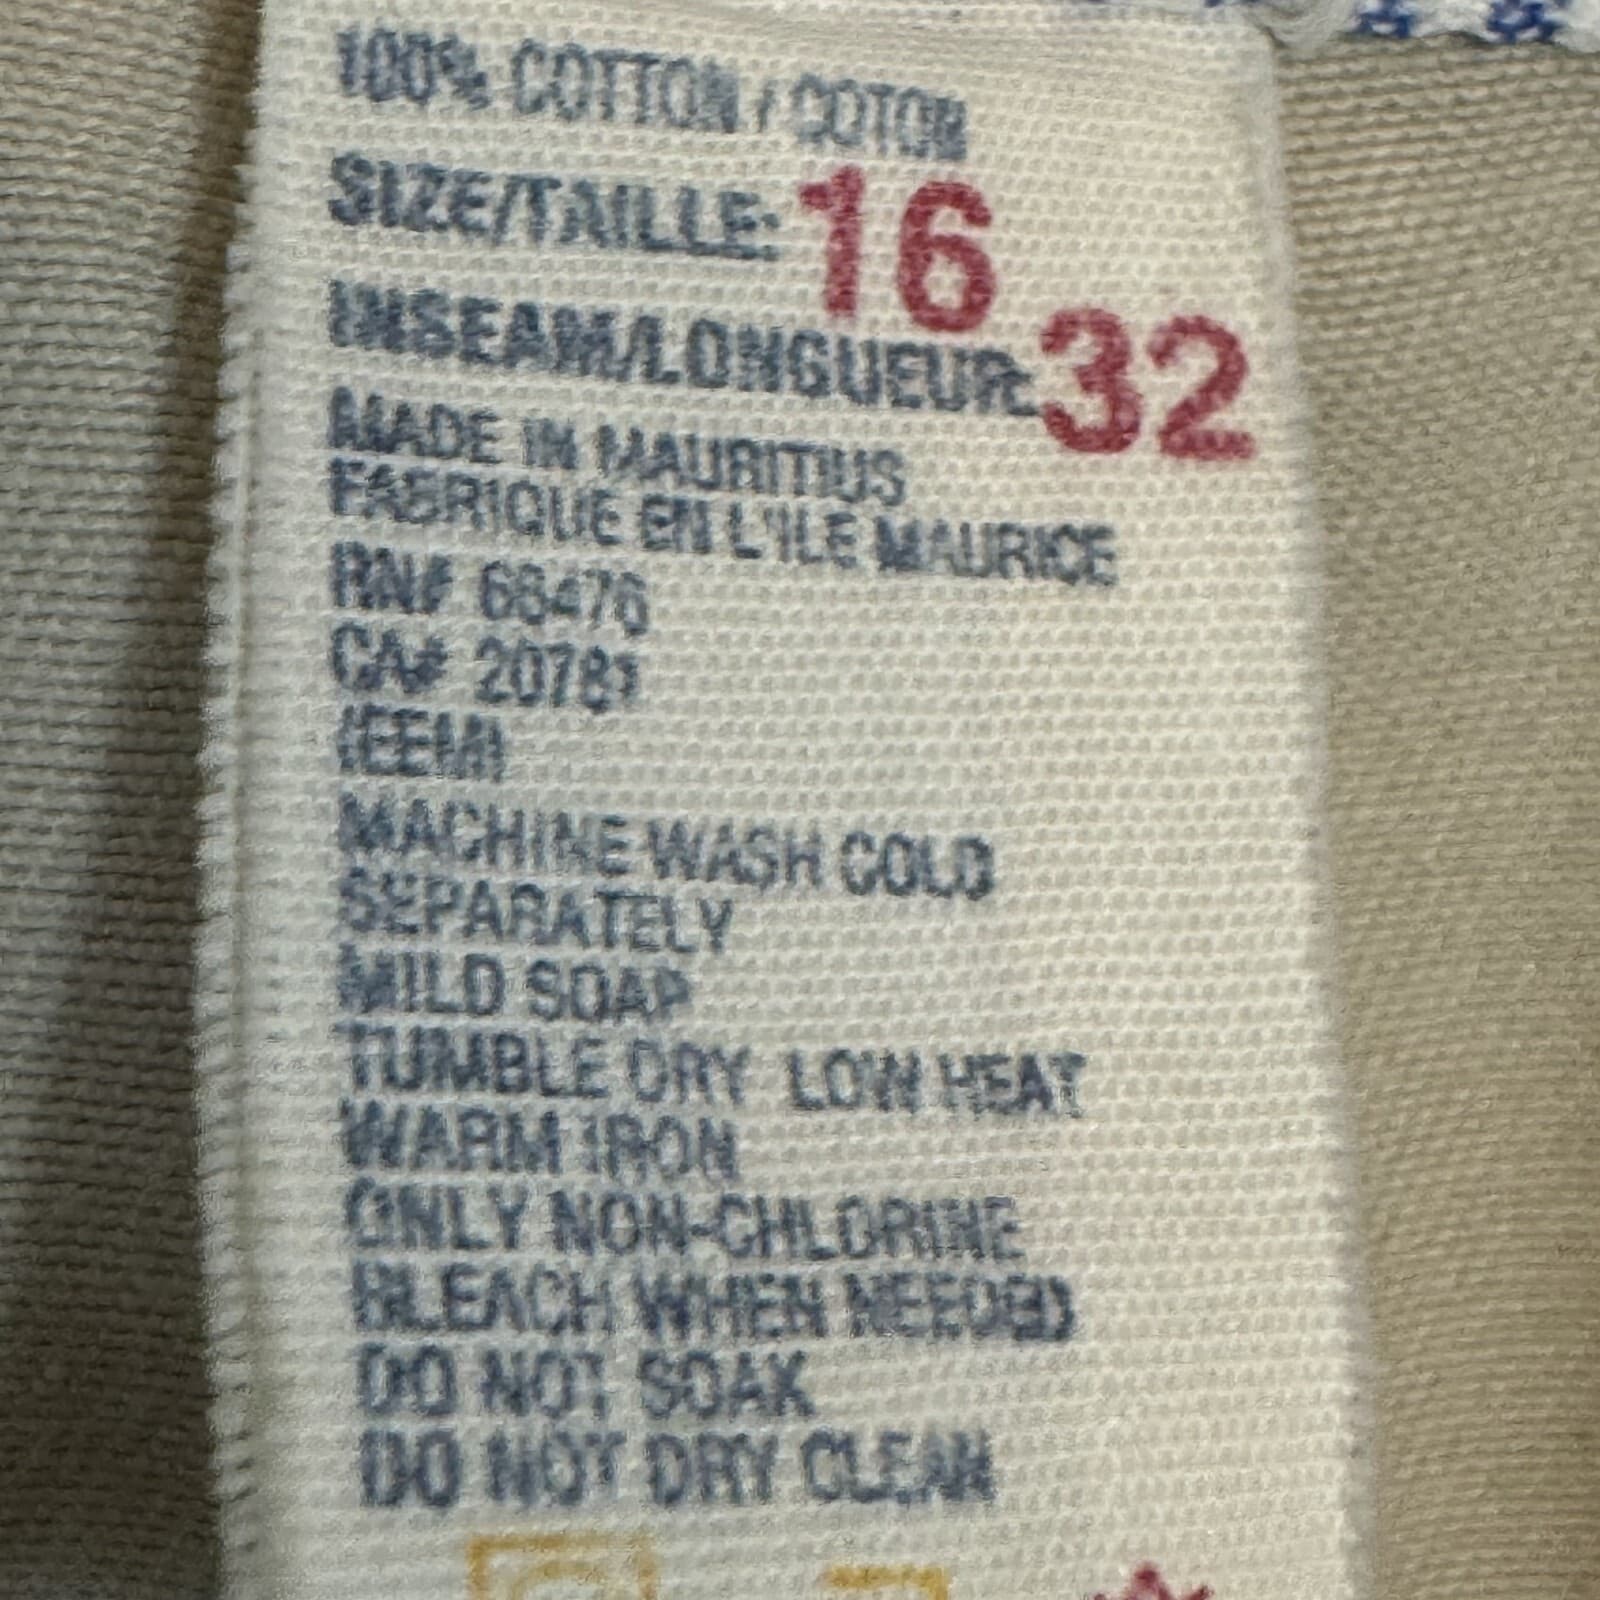 100% COTTON / COTON
SIZE/TAILLE: 16
INSEAM/LONGUEUR: 32
MADE IN MAURITIUS
FABRIQUE EN L'ILE MAURICE
RN# 66476
CA# 20781
(EEM)
MACHINE WASH COLD
SEPARATELY
MILD SOAP
TUMBLE DRY LOW HEAT
WARM IRON
ONLY NON-CHLORINE
BLEACH WHEN NEEDED
DO NOT SOAK
DO NOT DRY CLEAN